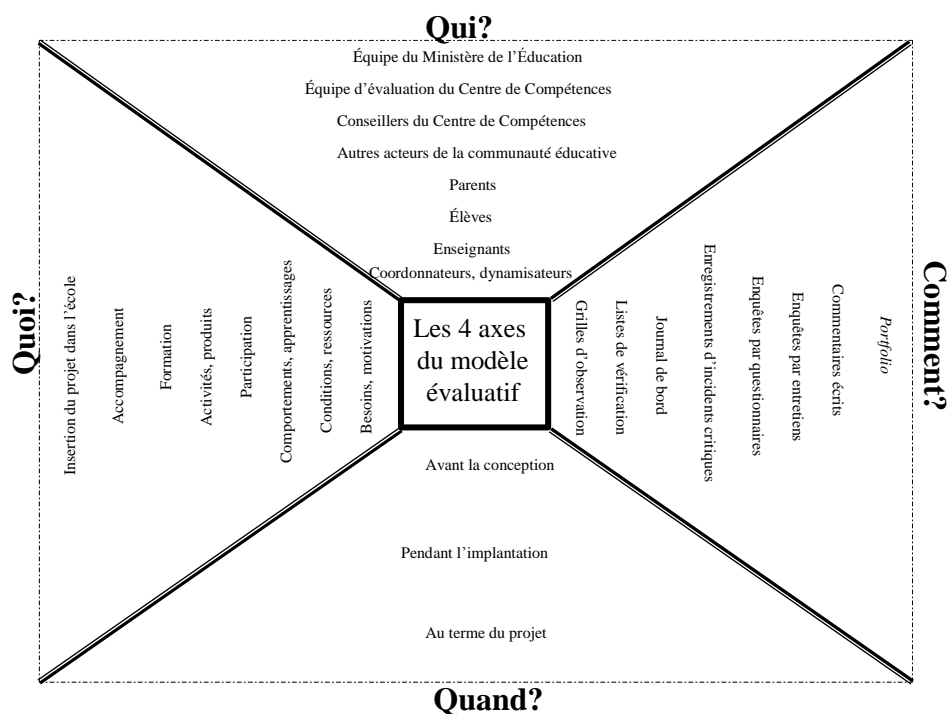 Qui?
Équipe du Ministère de l’Éducation
Équipe d’évaluation du Centre de Compétences
Conseillers du Centre de Compétences
Autres acteurs de la communauté éducative
Parents
Élèves
Enseignants
Coordonnateurs, dynamisateurs
Quoi?
Insertion du projet dans l’école
Accompagnement
Formation
Activités, produits
Participation
Comportements, apprentissages
Conditions, ressources
Besoins, motivations
Les 4 axes
du modèle
évaluatif
Grilles d’observation
Listes de vérification
Journal de bord
Enregistrements d’incidents critiques
Enquêtes par questionnaires
Enquêtes par entretiens
Commentaires écrits
Portfolio
Comment?
Avant la conception
Pendant l’implantation
Au terme du projet
Quand?